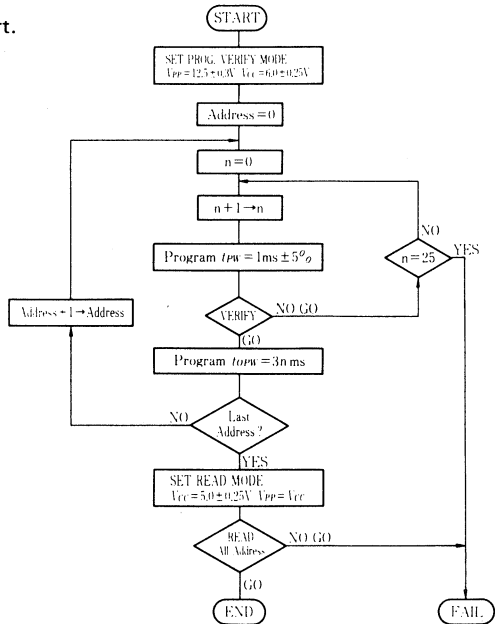 rt.
START
SET PROG. VERIFY MODE
VPP=12.5±0.3V VCC=6.0±0.25V
Address=0
n=0
n+1→n
Program tPW=1ms±5%
NO
n=25
YES
Address+1→Address
VERIFY
NO GO
GO
Program tOPW=3n ms
NO
Last
Address?
YES
SET READ MODE
VCC=5.0±0.25V VPP=VCC
READ
All Address
NO GO
GO
END
FAIL